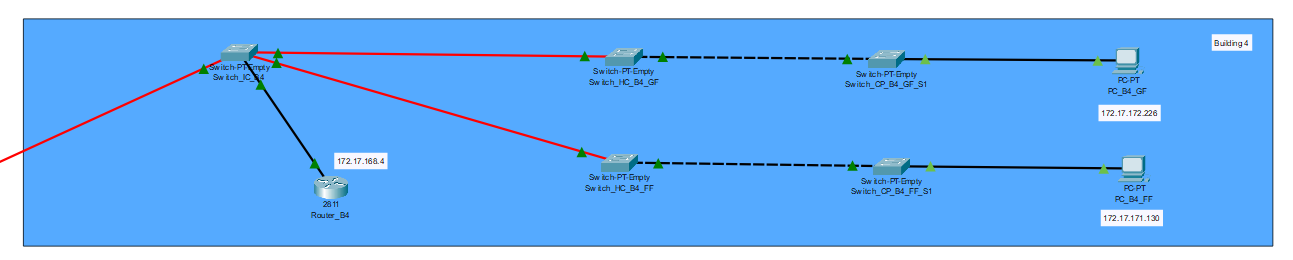 Building 4
Switch-PT-Empty
Switch_IC_B4
Switch-PT-Empty
Switch_HC_B4_GF
Switch-PT-Empty
Switch_CP_B4_GF_S1
PC-PT
PC_B4_GF
172.17.172.226
172.17.168.4
2811
Router_B4
Switch-PT-Empty
Switch_HC_B4_FF
Switch-PT-Empty
Switch_CP_B4_FF_S1
PC-PT
PC_B4_FF
172.17.171.130